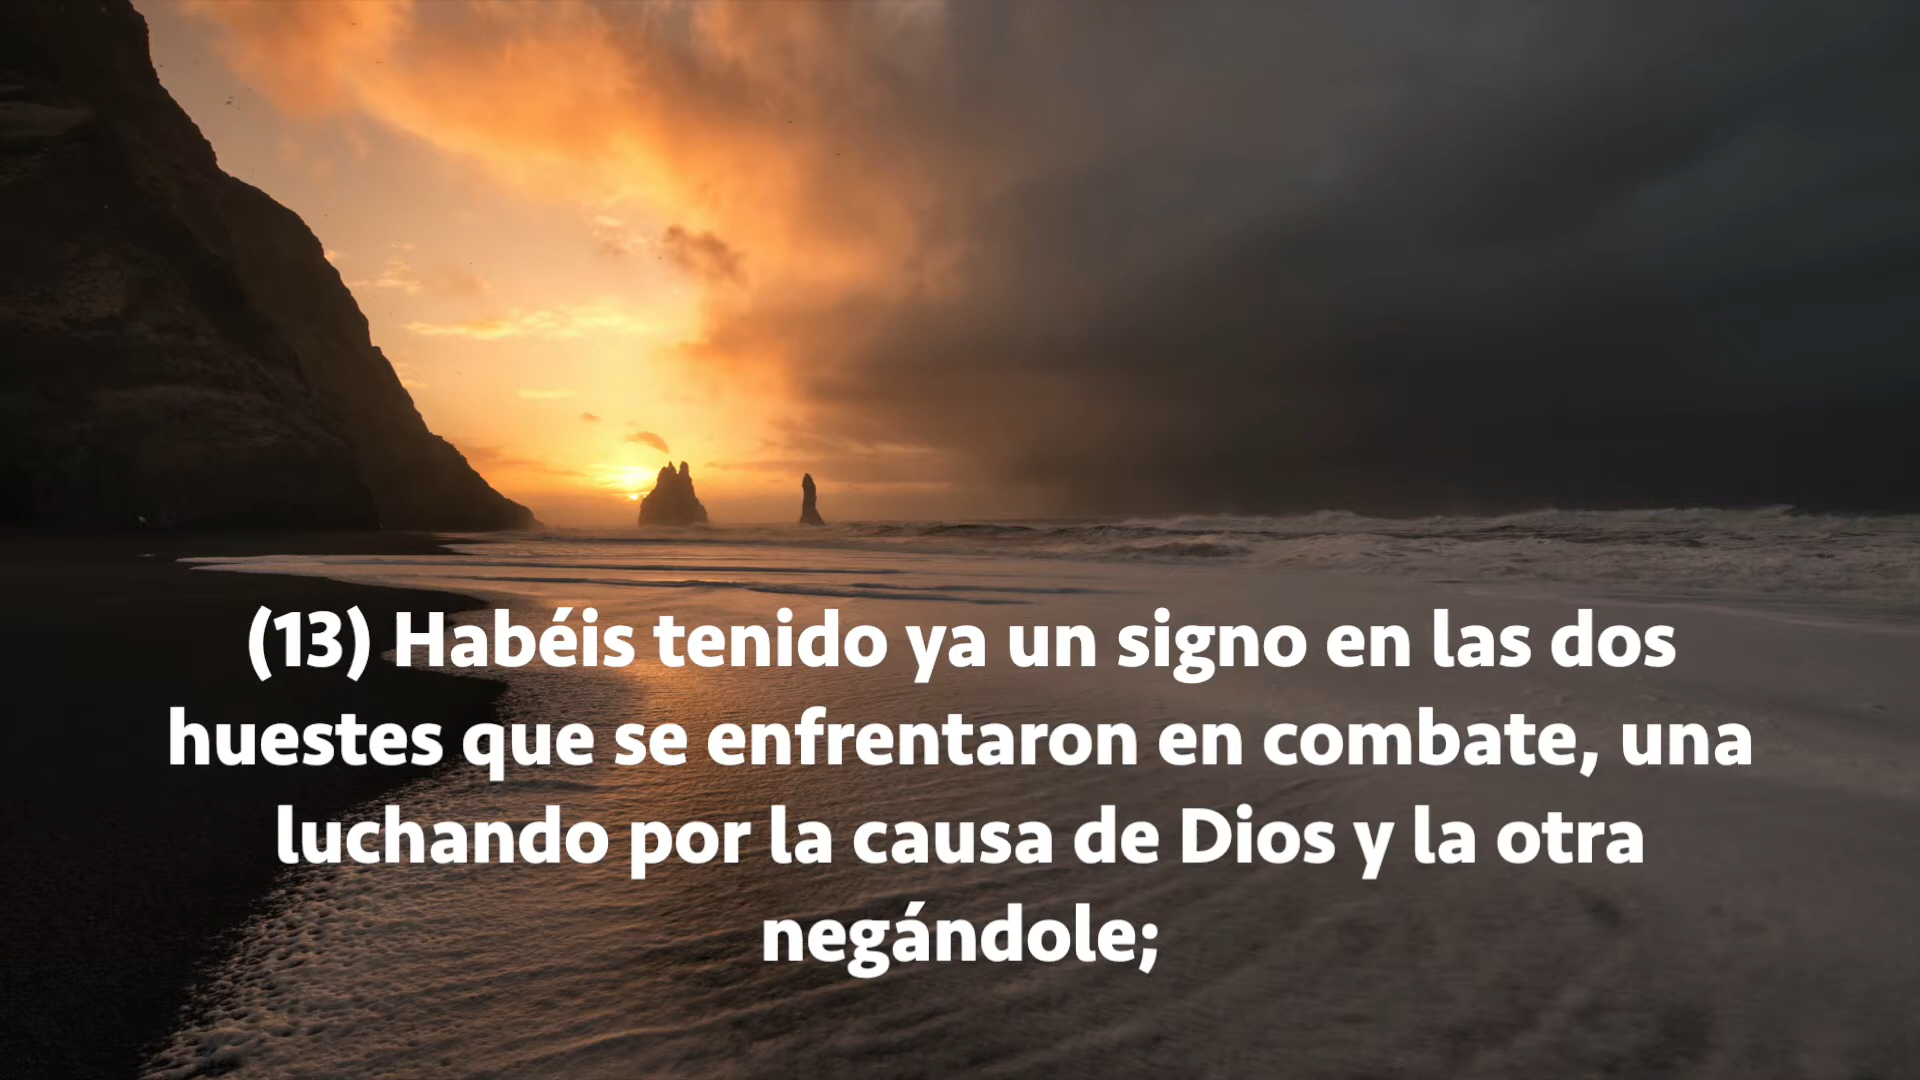 (13) Habéis tenido ya un signo en las dos
huestes que se enfrentaron en combate, una
luchando por la causa de Dios y la otra
negándole;